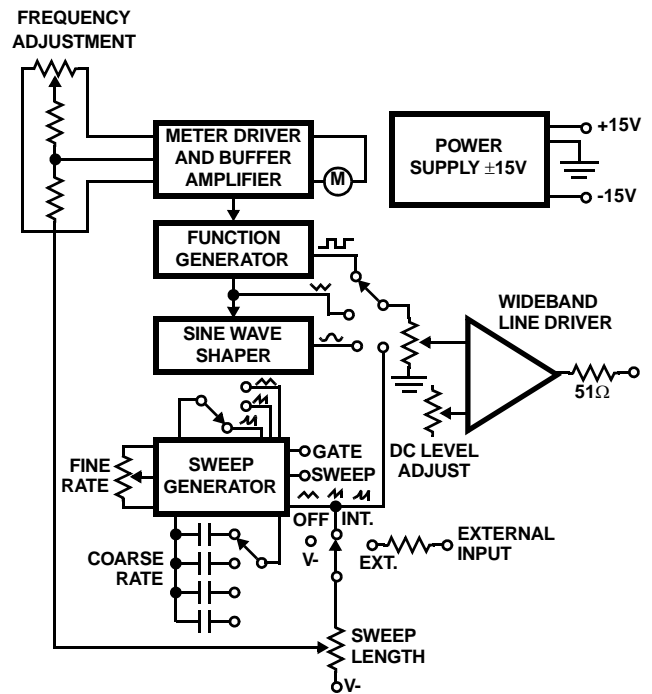 FREQUENCY
ADJUSTMENT
METER DRIVER
AND BUFFER
AMPLIFIER
M
POWER
SUPPLY ±15V
+15V
-15V
FUNCTION
GENERATOR
SINE WAVE
SHAPER
WIDEBAND
LINE DRIVER
51Ω
DC LEVEL
ADJUST
FINE
RATE
SWEEP
GENERATOR
GATE
SWEEP
OFF
INT.
V-
EXT.
EXTERNAL
INPUT
COARSE
RATE
SWEEP
LENGTH
V-